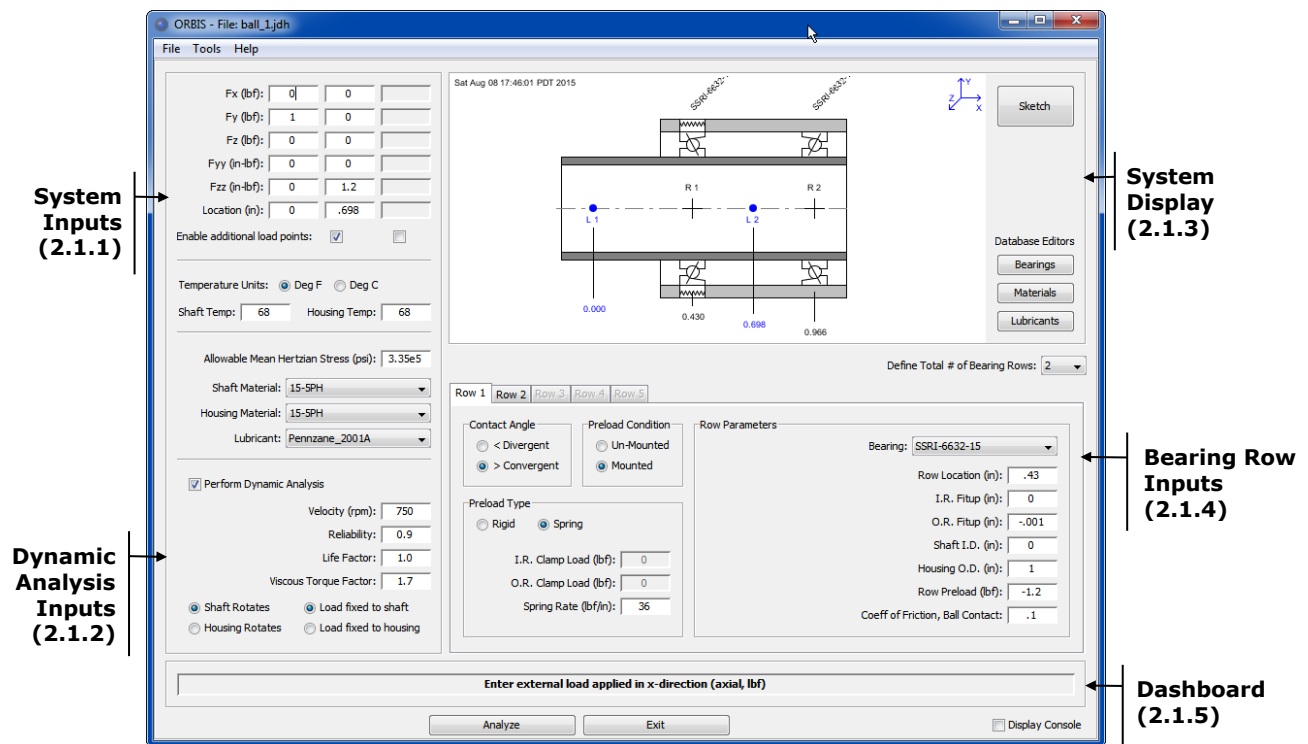 ORBIS - File: ball_1.jdh
File Tools Help
Fx (lbf): 0 0
Fy (lbf): 1 0
Fz (lbf): 0 0
Fyy (in-lbf): 0 0
Fzz (in-lbf): 0 1.2
Location (in): 0 .698
Enable additional load points:
Temperature Units: Deg F Deg C
Shaft Temp: 68 Housing Temp: 68
Allowable Mean Hertzian Stress (psi): 3.35e5
Shaft Material: 15-5PH
Housing Material: 15-5PH
Lubricant: Pennzane_2001A
Perform Dynamic Analysis
Velocity (rpm): 750
Reliability: 0.9
Life Factor: 1.0
Viscous Torque Factor: 1.7
Shaft Rotates Load fixed to shaft
Housing Rotates Load fixed to housing
System
Inputs
(2.1.1)
Dynamic
Analysis
Inputs
(2.1.2)
Sat Aug 08 17:46:01 PDT 2015
SSRI-6632- SSRI-6632-
Y
Z X
R 1 R 2
L 1 L 2
0.000 0.430 0.698 0.966
Sketch
Database Editors
Bearings
Materials
Lubricants
System
Display
(2.1.3)
Define Total # of Bearing Rows: 2
Row 1 Row 2 Row 3 Row 4 Row 5
Contact Angle
< Divergent
> Convergent
Preload Condition
Un-Mounted
Mounted
Preload Type
Rigid Spring
I.R. Clamp Load (lbf): 0
O.R. Clamp Load (lbf): 0
Spring Rate (lbf/in): 36
Row Parameters
Bearing: SSRI-6632-15
Row Location (in): .43
I.R. Fitup (in): 0
O.R. Fitup (in): -.001
Shaft I.D. (in): 0
Housing O.D. (in): 1
Row Preload (lbf): -1.2
Coeff of Friction, Ball Contact: .1
Bearing Row
Inputs
(2.1.4)
Enter external load applied in x-direction (axial, lbf)
Dashboard
(2.1.5)
Analyze Exit Display Console